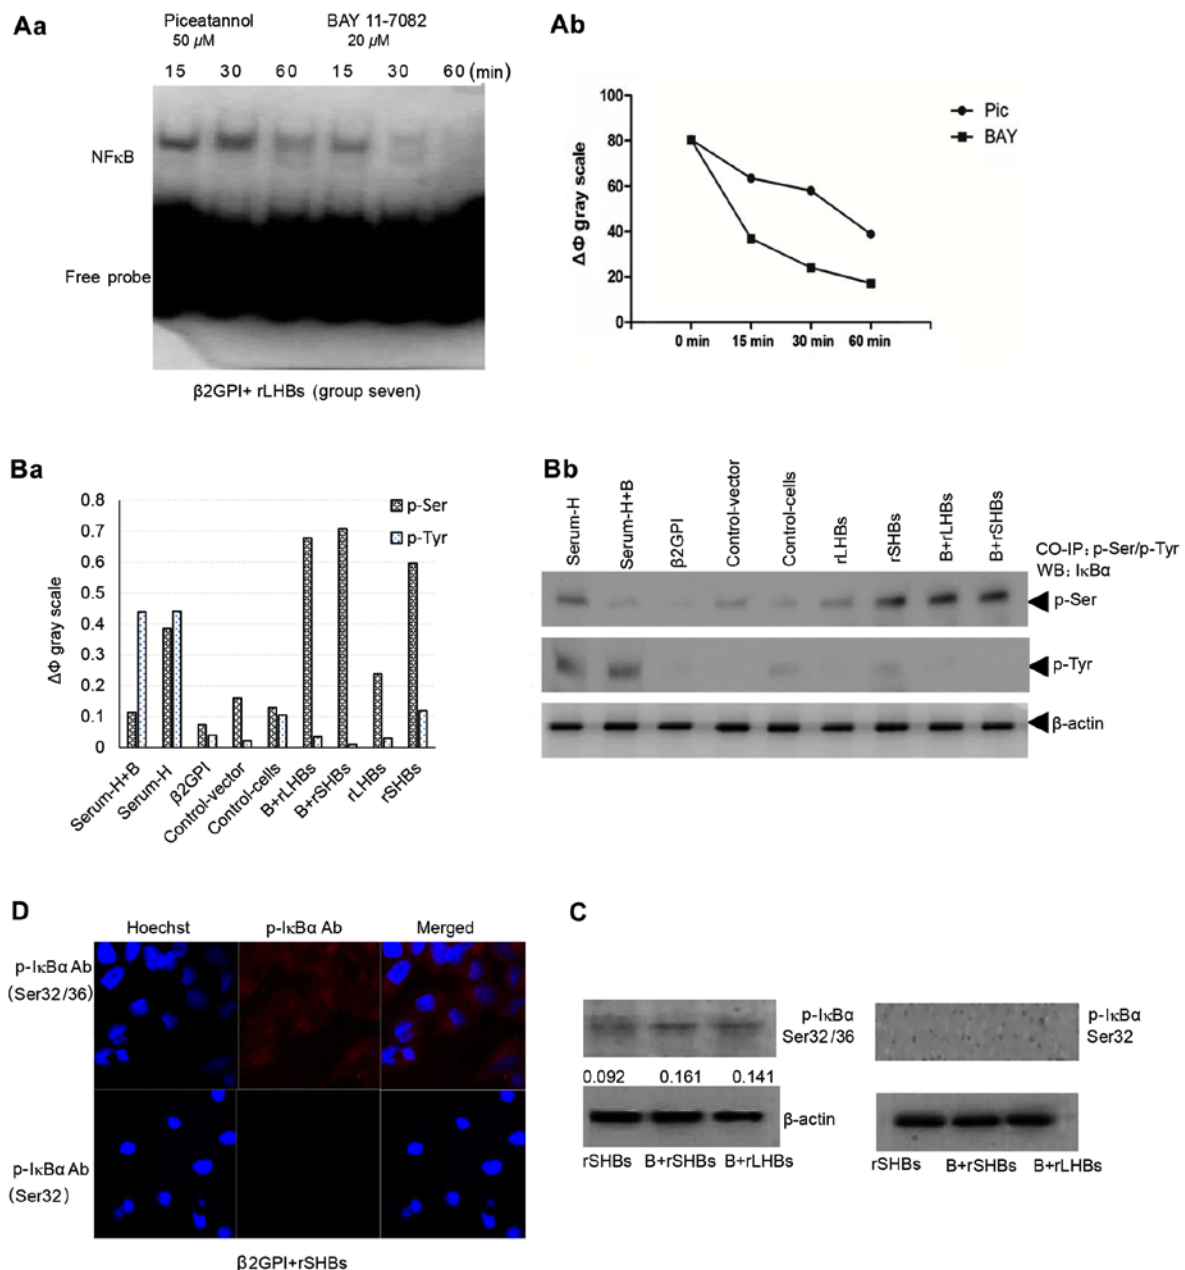 Aa
Piceatannol BAY 11-7082
50 µM 20 µM
15 30 60 15 30 60 (min)
NFκB
Free probe
β2GPI+ rLHBs (group seven)
Ab
100
80
60
40
20
0
ΔΦ gray scale
0 min 15 min 30 min 60 min
Pic
BAY
Ba
0.8
0.7
0.6
0.5
0.4
0.3
0.2
0.1
0
ΔΦ gray scale
p-Ser
p-Tyr
Serum-H+B
Serum-H
β2GPI
Control-vector
Control-cells
B+rLHBs
B+rSHBs
rLHBs
rSHBs
Bb
Serum-H
Serum-H+B
β2GPI
Control-vector
Control-cells
rLHBs
rSHBs
B+rLHBs
B+rSHBs
CO-IP: p-Ser/p-Tyr
WB: IκBα
p-Ser
p-Tyr
β-actin
D
Hoechst p-IκBα Ab Merged
p-IκBα Ab
(Ser32/36)
p-IκBα Ab
(Ser32)
β2GPI+rSHBs
C
p-IκBα
Ser32/36
0.092 0.161 0.141
β-actin
rSHBs B+rSHBs B+rLHBs
p-IκBα
Ser32
rSHBs B+rSHBs B+rLHBs